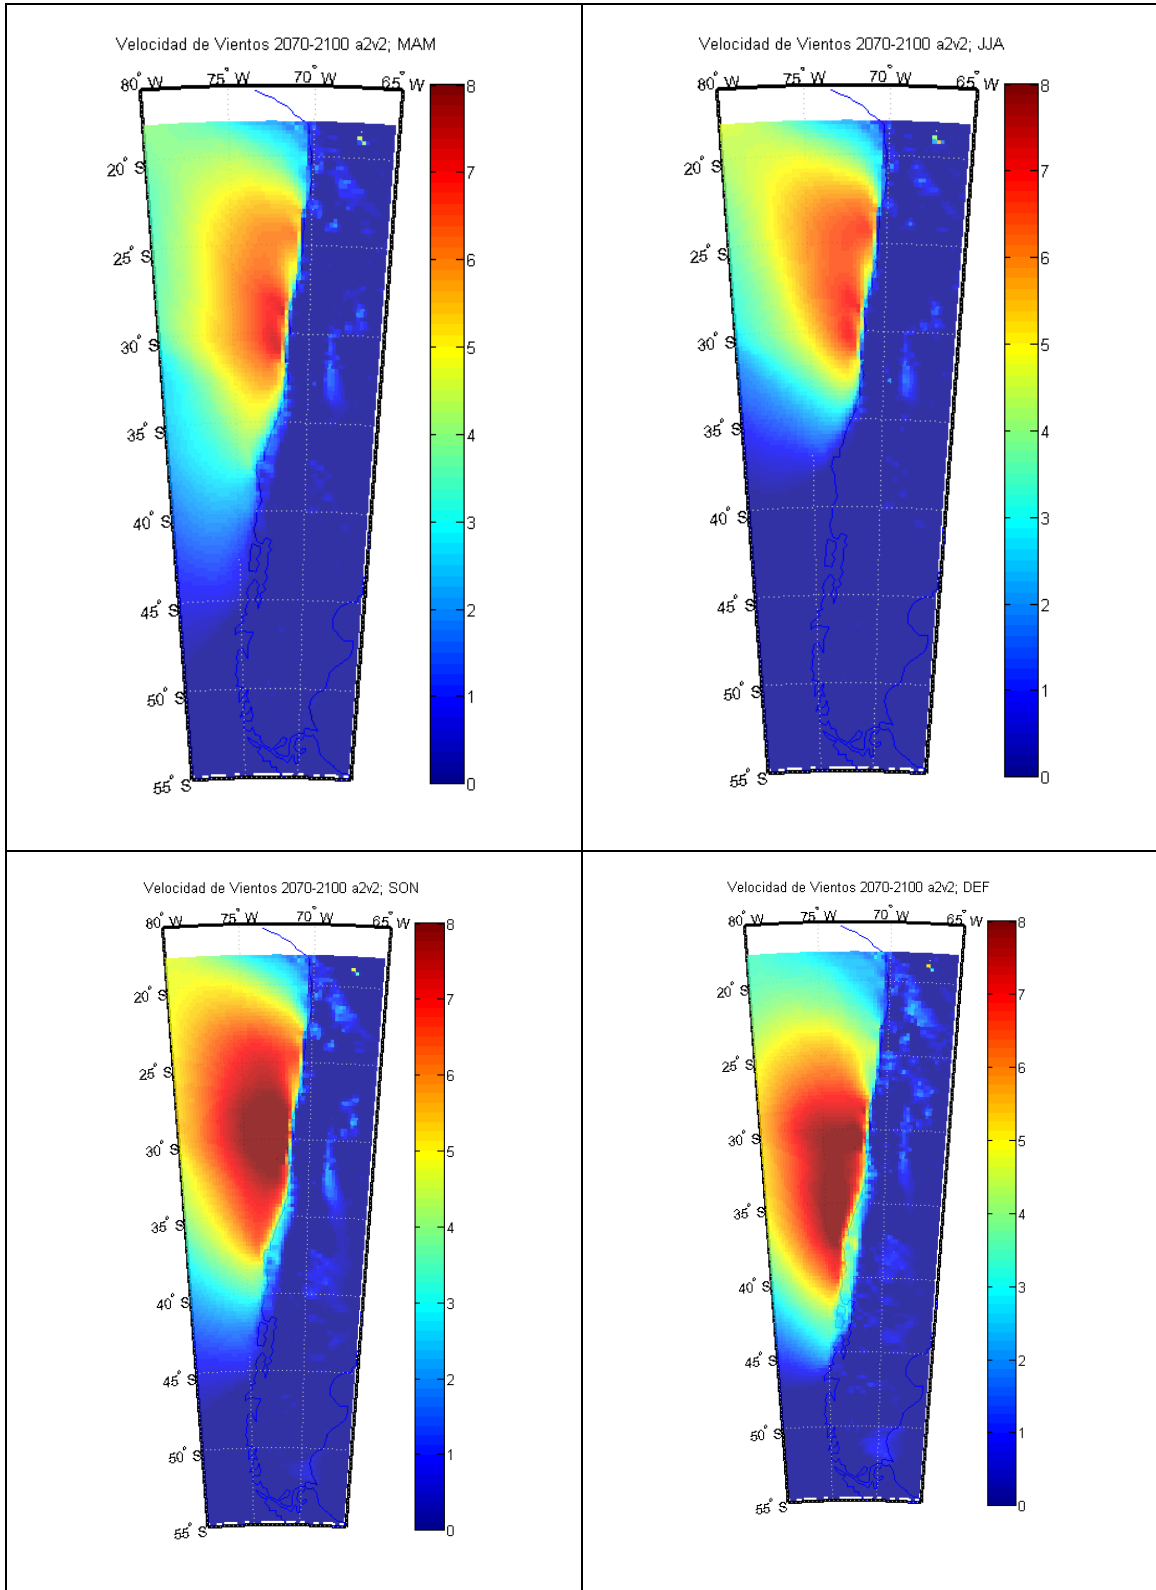 Velocidad de Vientos 2070-2100 a2v2; MAM
80° W 75° W 70° W 65° W
8
7
20° S
6
25° S
5
30° S
4
35° S
3
40° S
2
45° S
1
50° S
0
55° S
Velocidad de Vientos 2070-2100 a2v2; JJA
80° W 75° W 70° W 65° W
8
7
20° S
6
25° S
5
30° S
4
35° S
3
40° S
2
45° S
1
50° S
0
55° S
Velocidad de Vientos 2070-2100 a2v2; SON
80° W 75° W 70° W 65° W
8
7
20° S
6
25° S
5
30° S
4
35° S
3
40° S
2
45° S
1
50° S
0
55° S
Velocidad de Vientos 2070-2100 a2v2; DEF
80° W 75° W 70° W 65° W
8
7
20° S
6
25° S
5
30° S
4
35° S
3
40° S
2
45° S
1
50° S
0
55° S